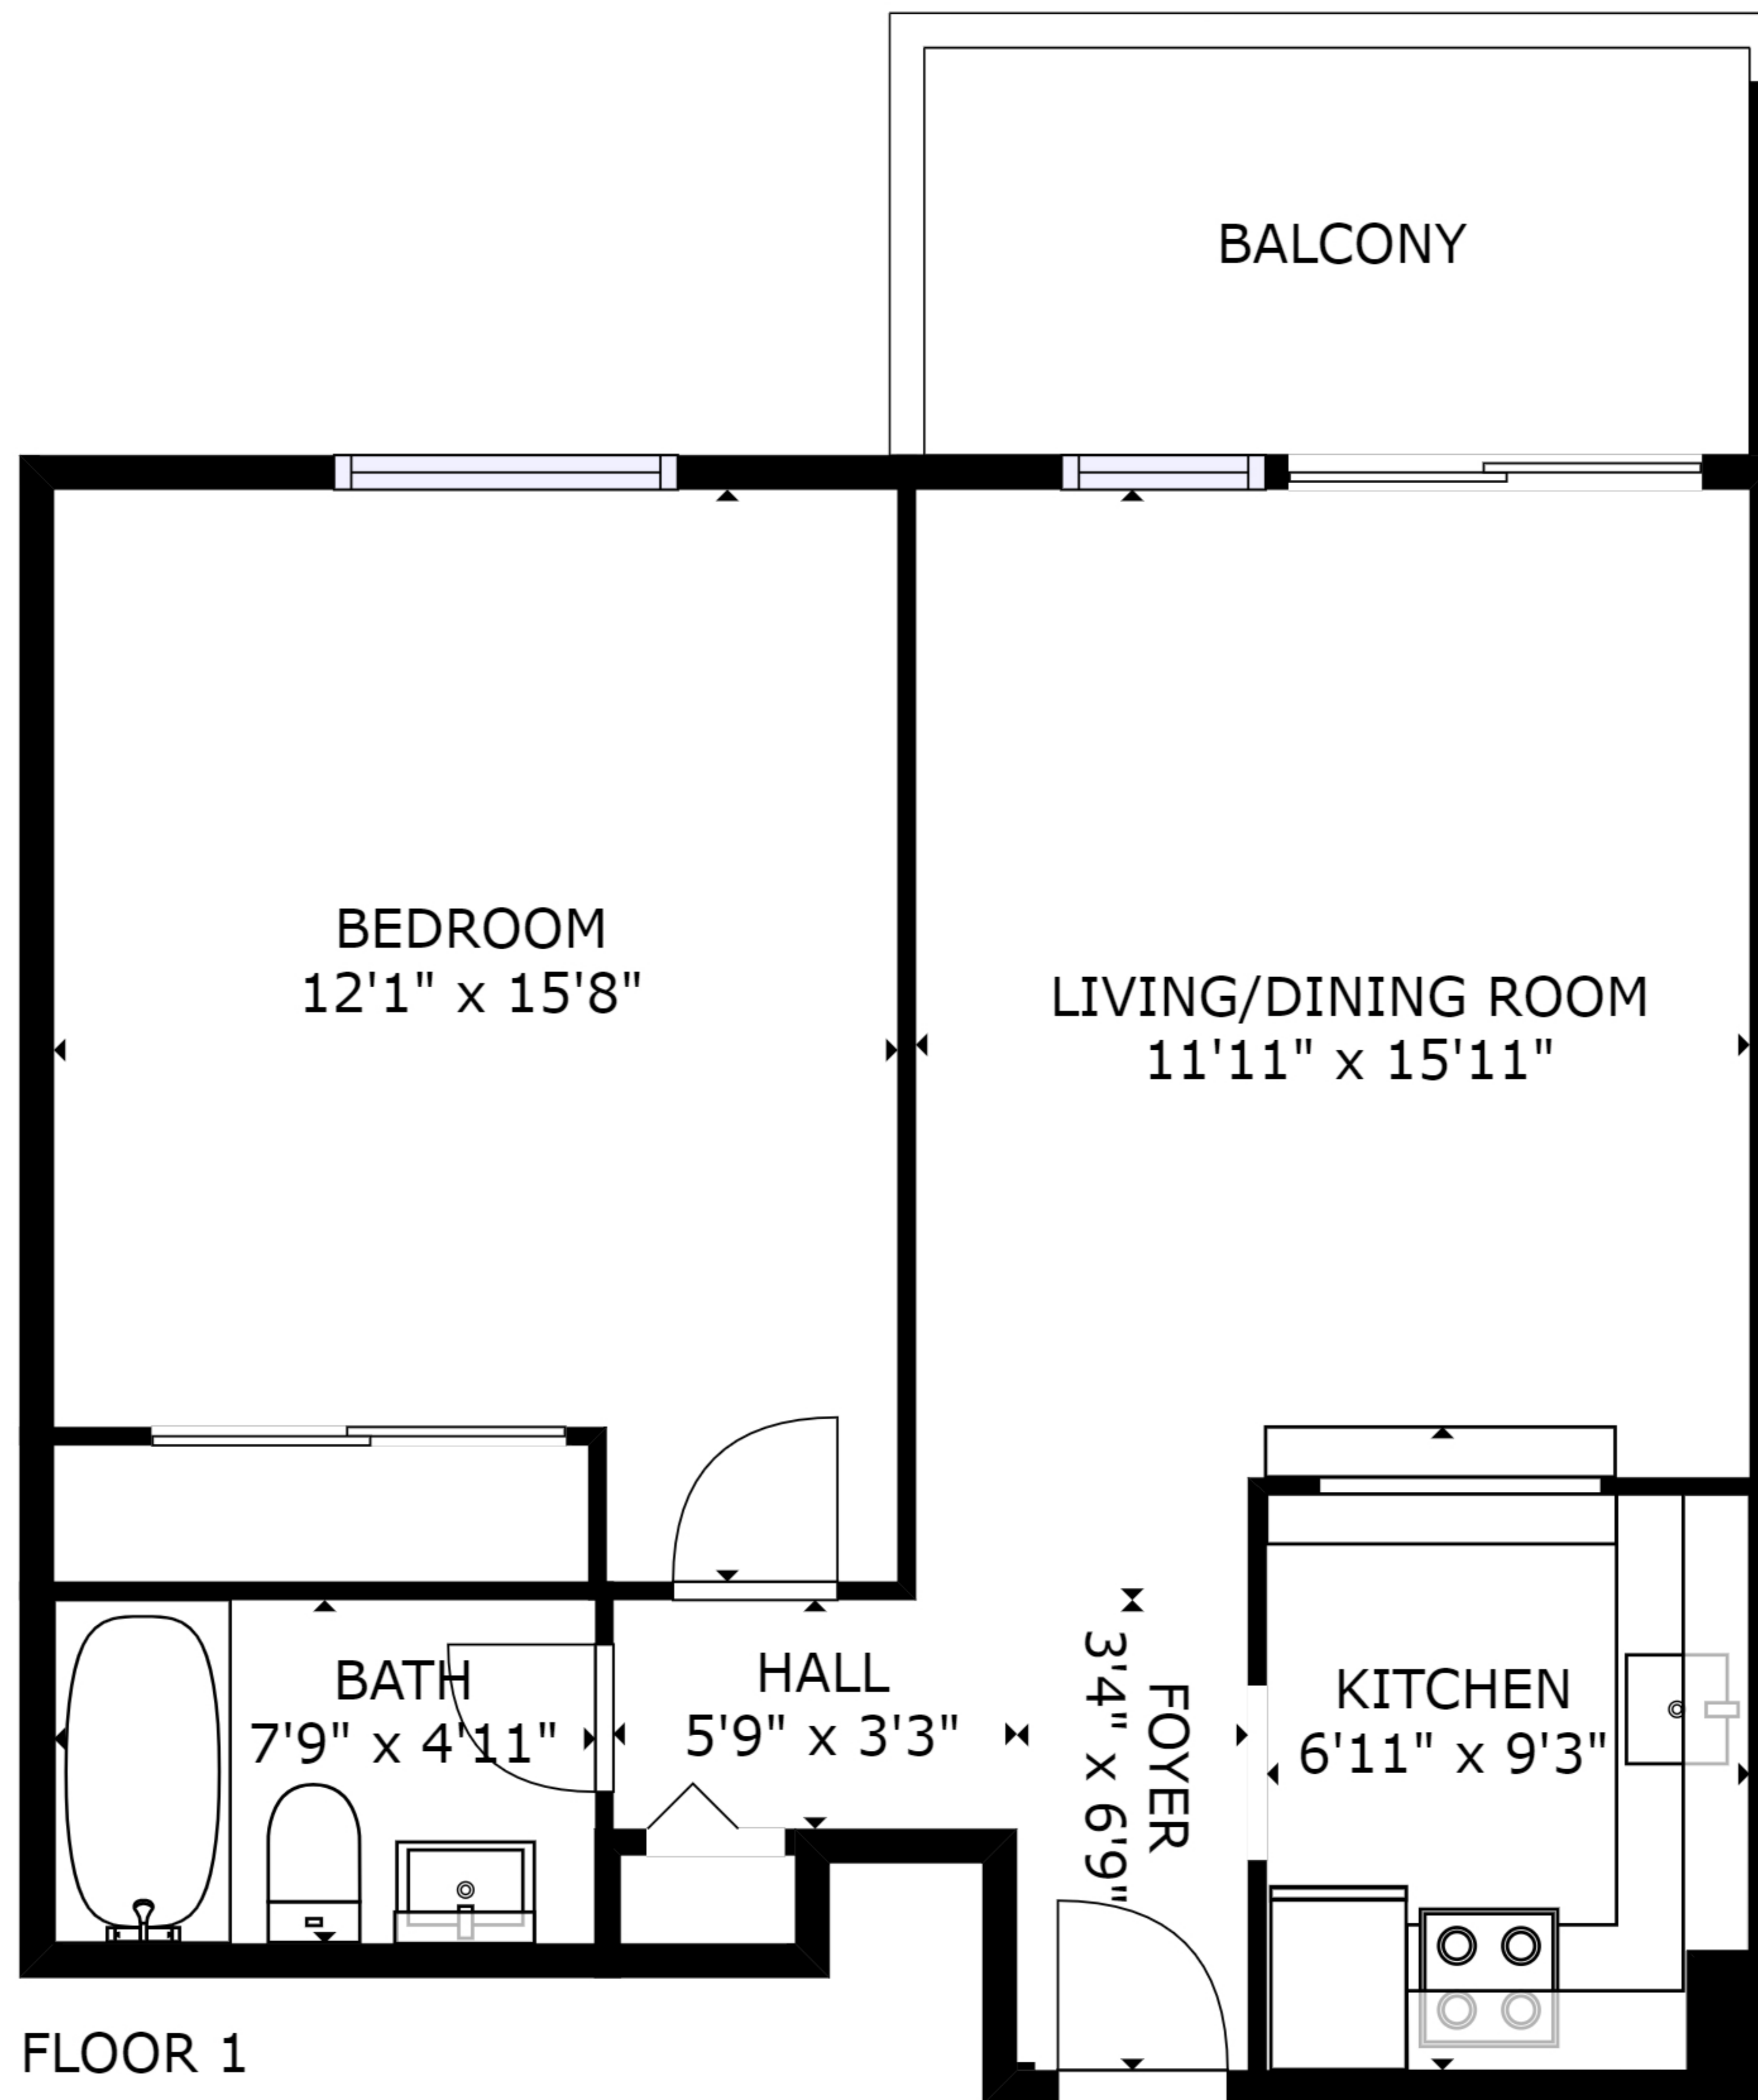 BALCONY
BEDROOM
12'1" x 15'8"
LIVING/DINING ROOM
11'11" x 15'11"
BATH
7'9" x 4'11"
HALL
5'9" x 3'3"
FOYER
3'4" x 6'9"
KITCHEN
6'11" x 9'3"
FLOOR 1